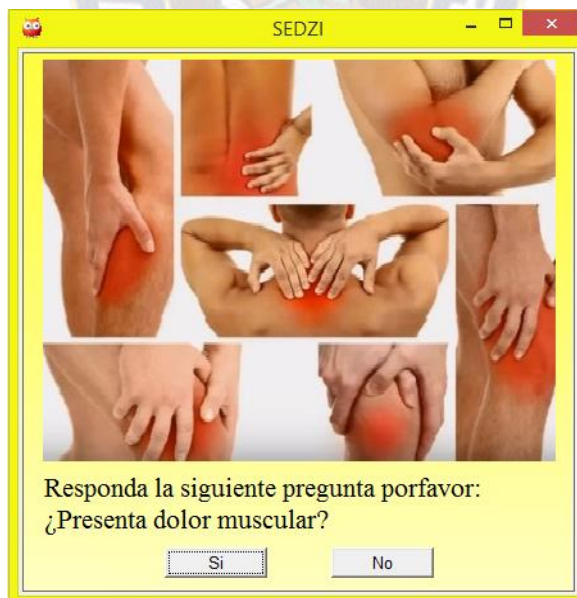 SEDZI
Responda la siguiente pregunta porfavor:
¿Presenta dolor muscular?
Si
No